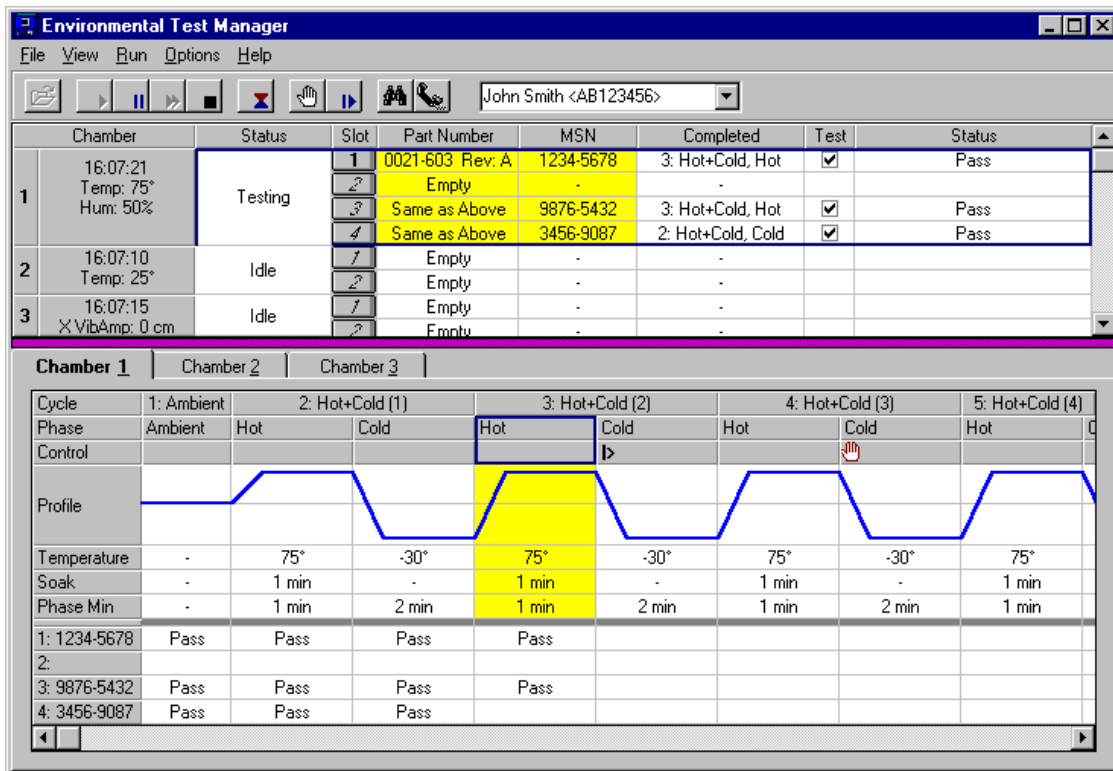 Environmental Test Manager
File View Run Options Help
John Smith <AB123456>
Chamber Status Slot Part Number MSN Completed Test Status
1 16:07:21 Temp: 75° Hum: 50% Testing
1 0021-603 Rev: A 1234-5678 3: Hot+Cold, Hot Pass
2 Empty - -
3 Same as Above 9876-5432 3: Hot+Cold, Hot Pass
4 Same as Above 3456-9087 2: Hot+Cold, Cold Pass
2 16:07:10 Temp: 25° Idle
1 Empty - -
2 Empty - -
3 16:07:15 X VibAmp: 0 cm Idle
1 Empty - -
2 Empty - -
Chamber 1 Chamber 2 Chamber 3
Cycle 1: Ambient 2: Hot+Cold (1) 3: Hot+Cold (2) 4: Hot+Cold (3) 5: Hot+Cold (4)
Phase Ambient Hot Cold Hot Cold Hot Cold Hot C
Control
Profile
Temperature - 75° -30° 75° -30° 75° -30° 75°
Soak - 1 min - 1 min - 1 min - 1 min
Phase Min - 1 min 2 min 1 min 2 min 1 min 2 min 1 min
1: 1234-5678 Pass Pass Pass Pass
2:
3: 9876-5432 Pass Pass Pass Pass
4: 3456-9087 Pass Pass Pass